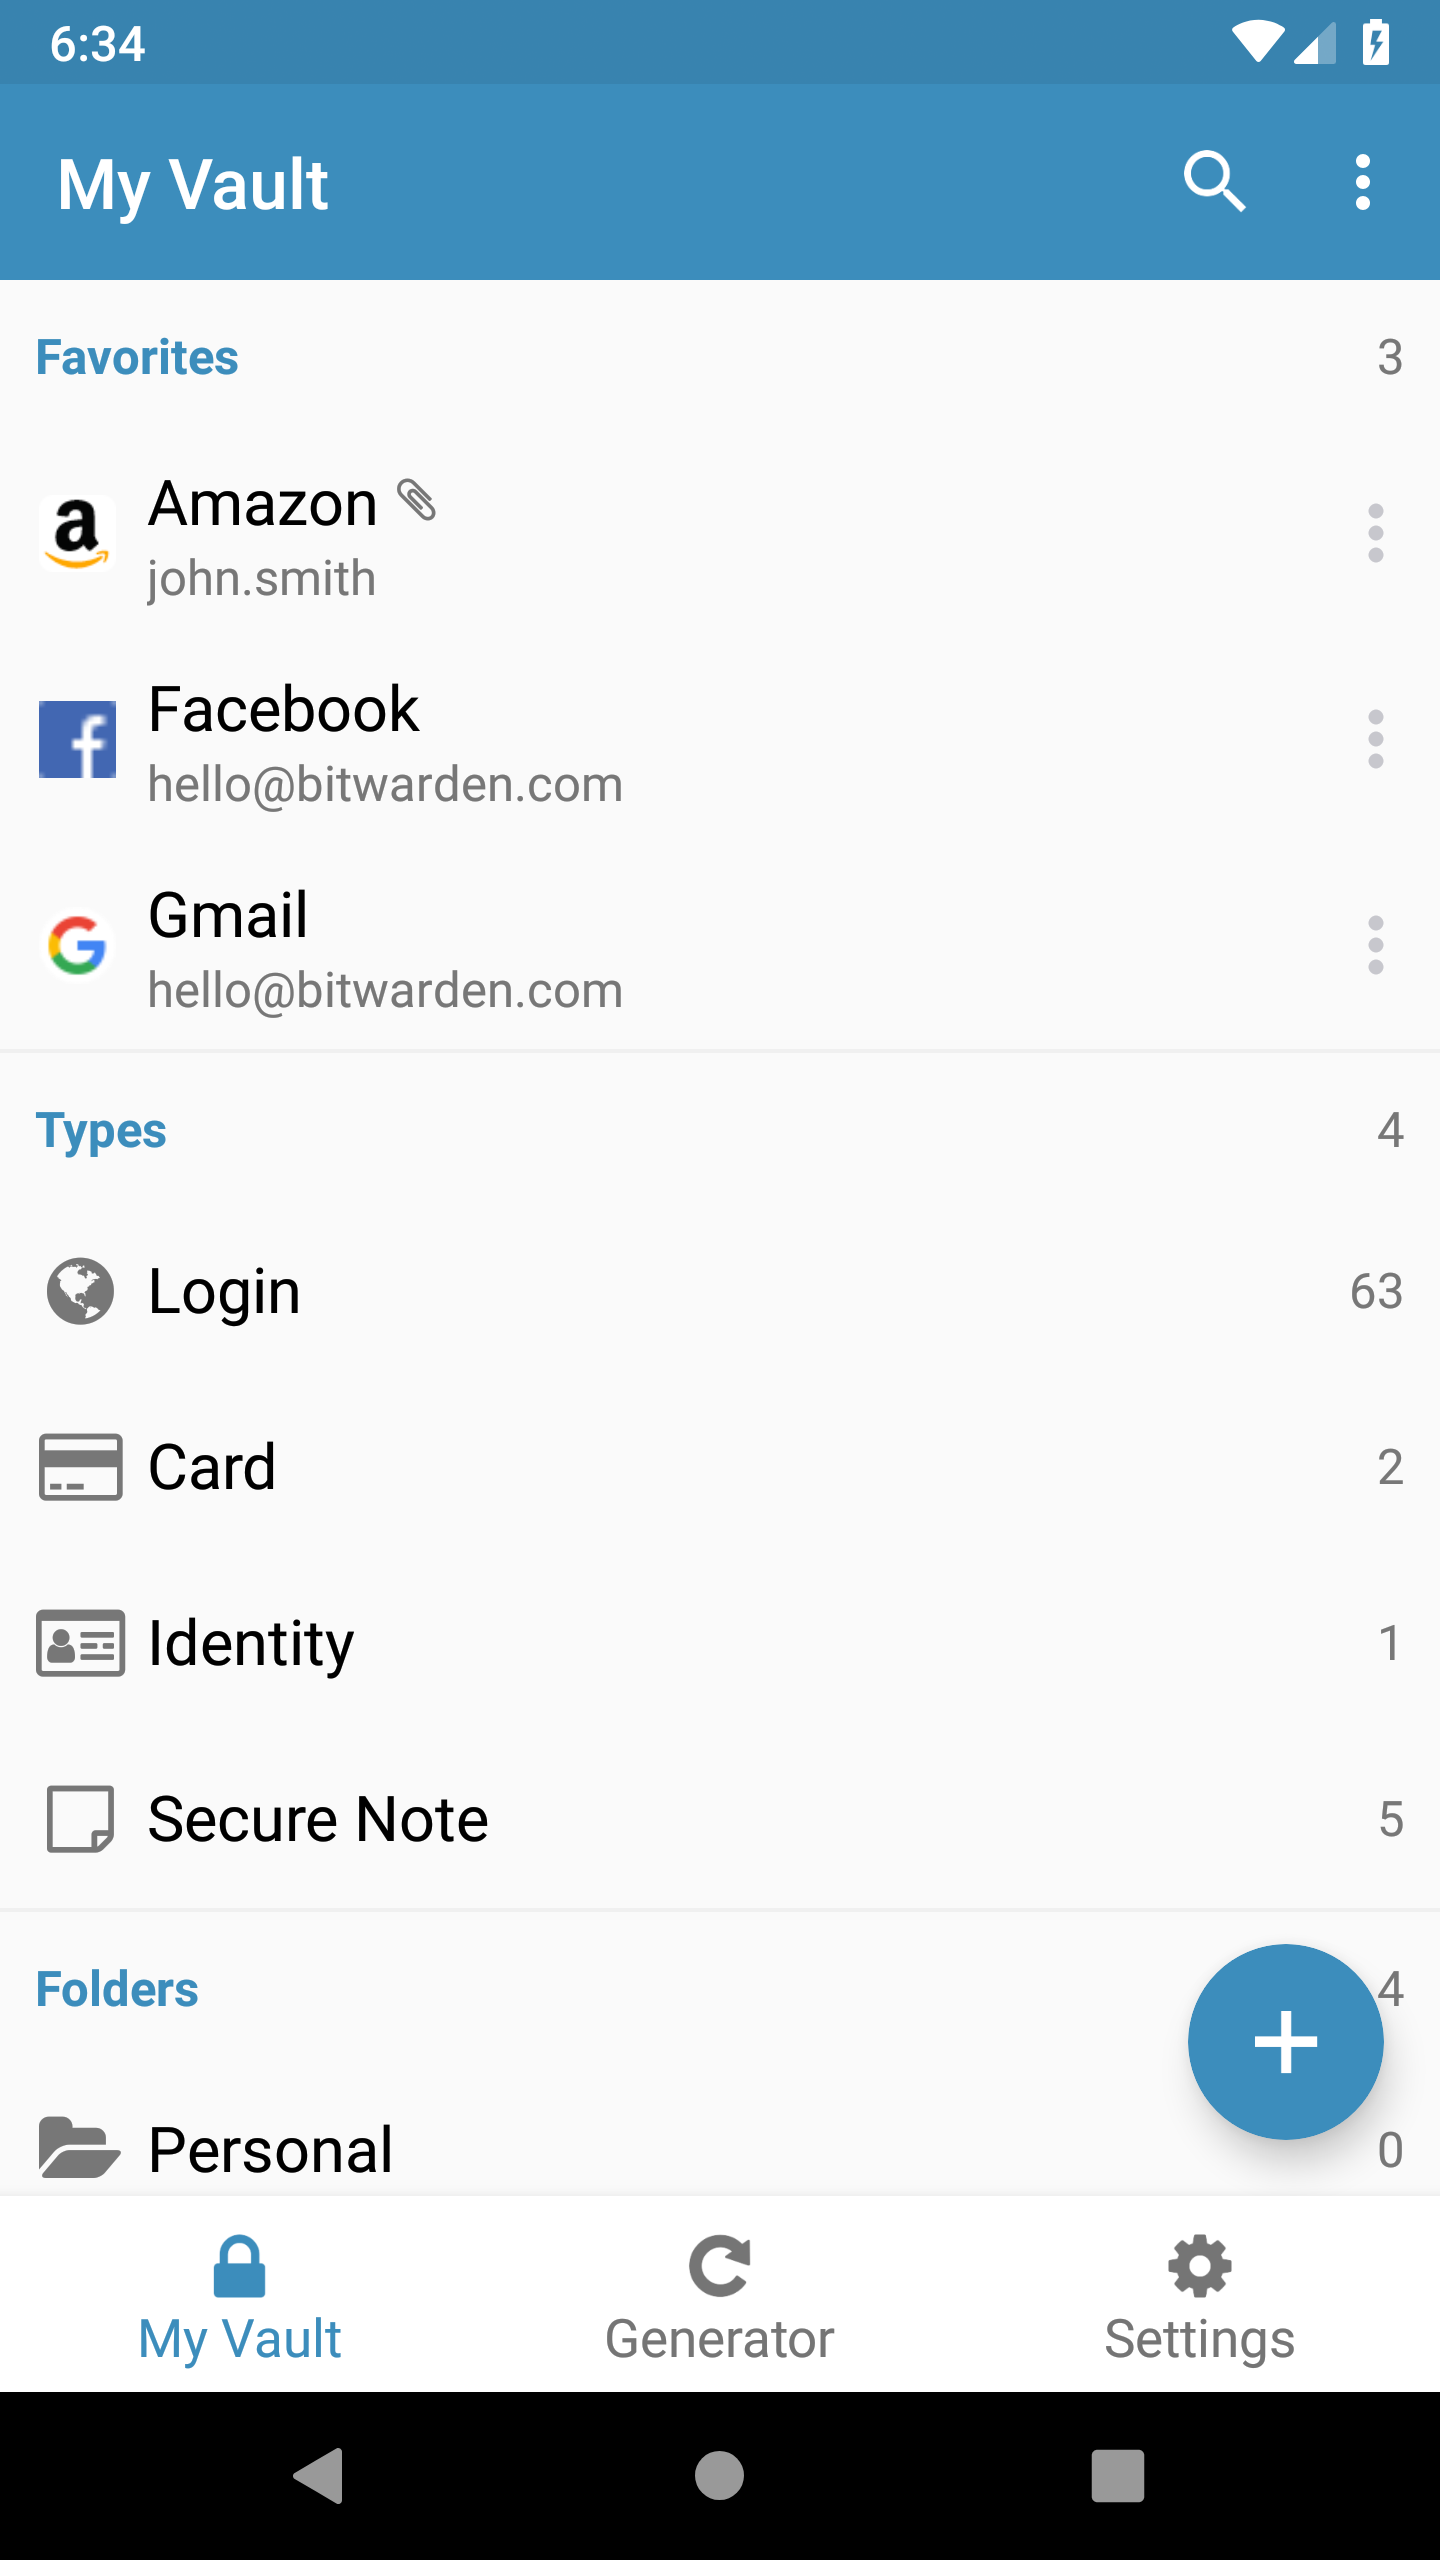 6:34
My Vault
Favorites 3
Amazon
john.smith
Facebook
hello@bitwarden.com
Gmail
hello@bitwarden.com
Types 4
Login 63
Card 2
Identity 1
Secure Note 5
Folders 4
Personal 0
My Vault Generator Settings